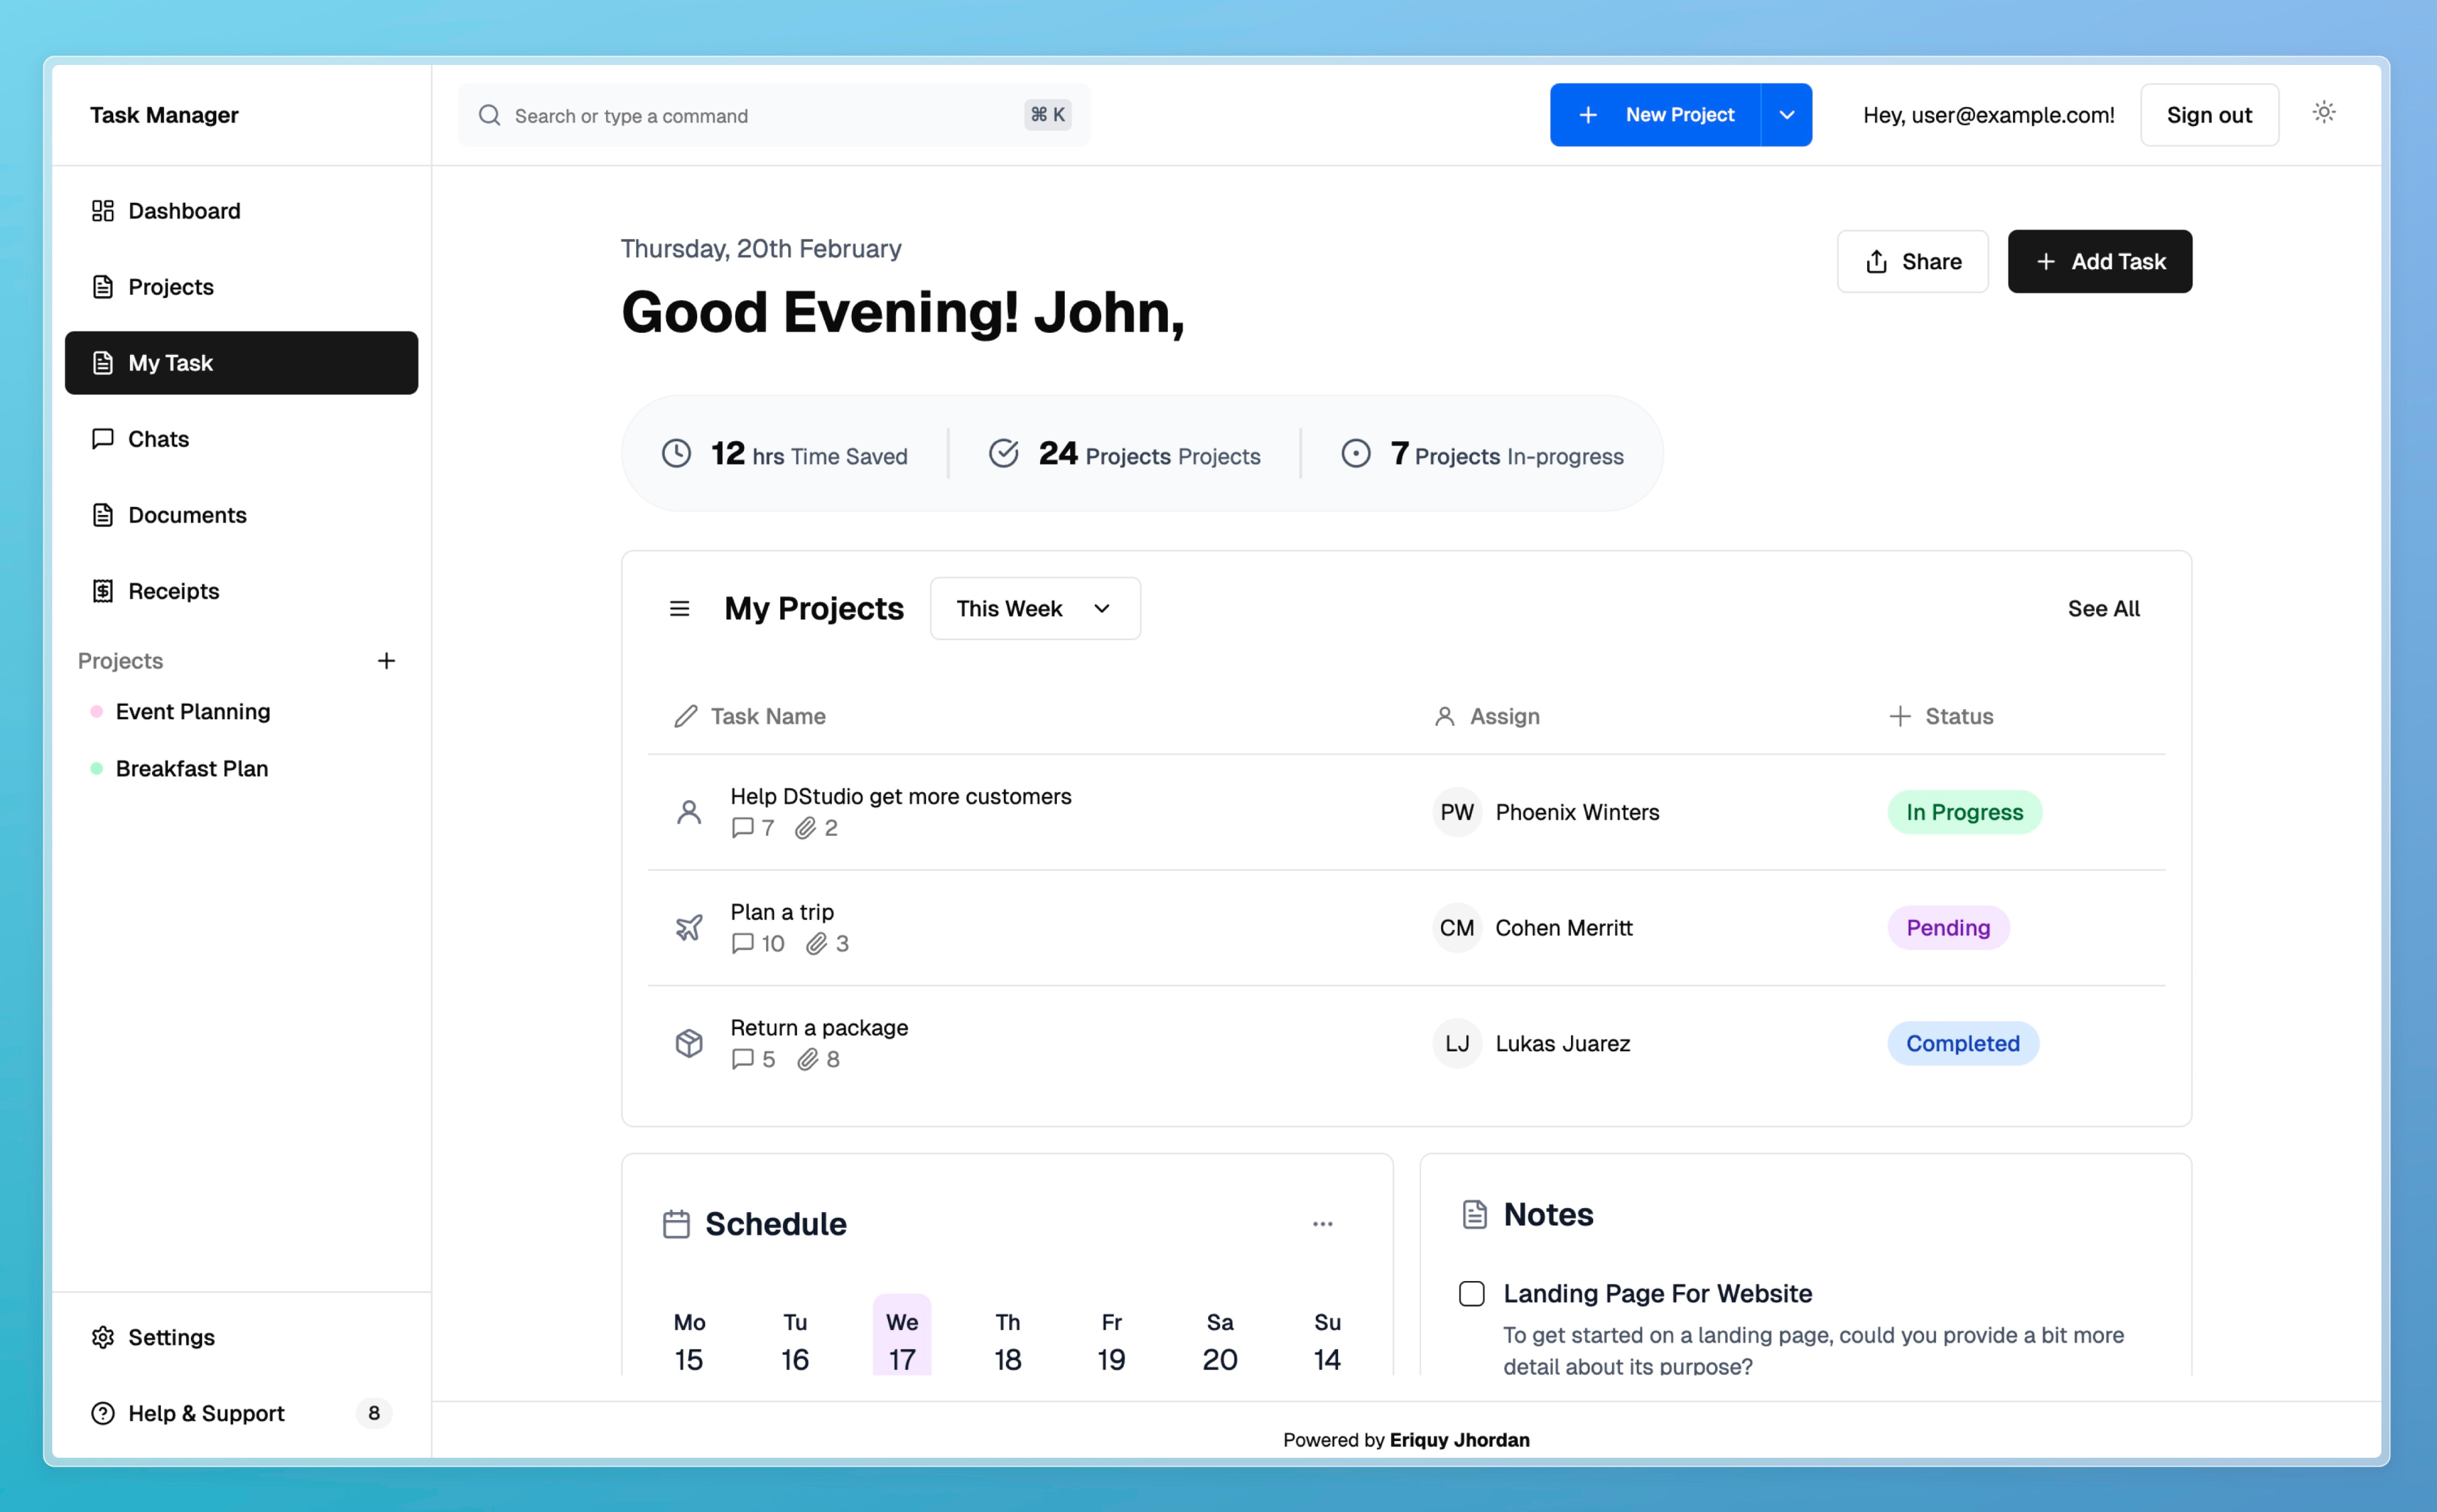 Task Manager
Search or type a command
⌘ K
New Project
Hey, user@example.com!
Sign out
Dashboard
Projects
My Task
Chats
Documents
Receipts
Projects
Event Planning
Breakfast Plan
Settings
Help & Support
8
Thursday, 20th February
Good Evening! John,
Share
Add Task
12 hrs Time Saved
24 Projects Projects
7 Projects In-progress
My Projects
This Week
See All
Task Name
Assign
Status
Help DStudio get more customers
7 2
PW Phoenix Winters
In Progress
Plan a trip
10 3
CM Cohen Merritt
Pending
Return a package
5 8
LJ Lukas Juarez
Completed
Schedule
Mo Tu We Th Fr Sa Su
15 16 17 18 19 20 14
Notes
Landing Page For Website
To get started on a landing page, could you provide a bit more
detail about its purpose?
Powered by Eriquy Jhordan